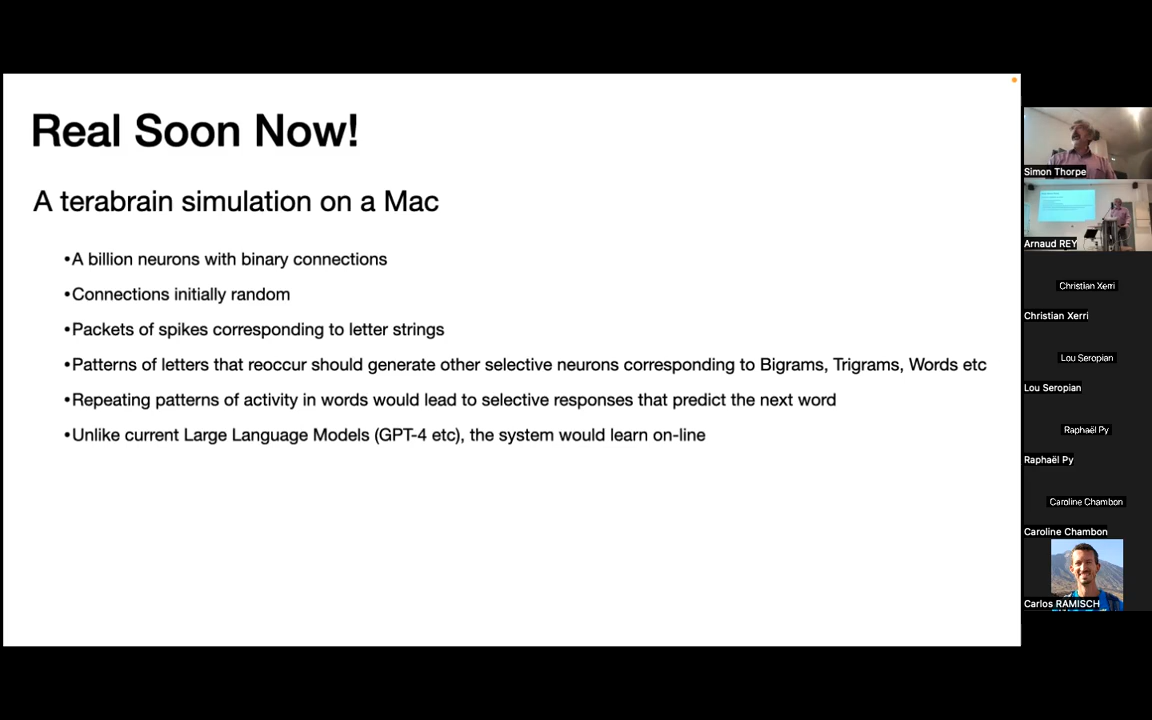 Real Soon Now!
A terabrain simulation on a Mac
•A billion neurons with binary connections
•Connections initially random
•Packets of spikes corresponding to letter strings
•Patterns of letters that reoccur should generate other selective neurons corresponding to Bigrams, Trigrams, Words etc
•Repeating patterns of activity in words would lead to selective responses that predict the next word
•Unlike current Large Language Models (GPT-4 etc), the system would learn on-line
Simon Thorpe
Arnaud REY
Christian Xerri
Christian Xerri
Lou Seropian
Lou Seropian
Raphaël Py
Raphaël Py
Caroline Chambon
Caroline Chambon
Carlos RAMISCH